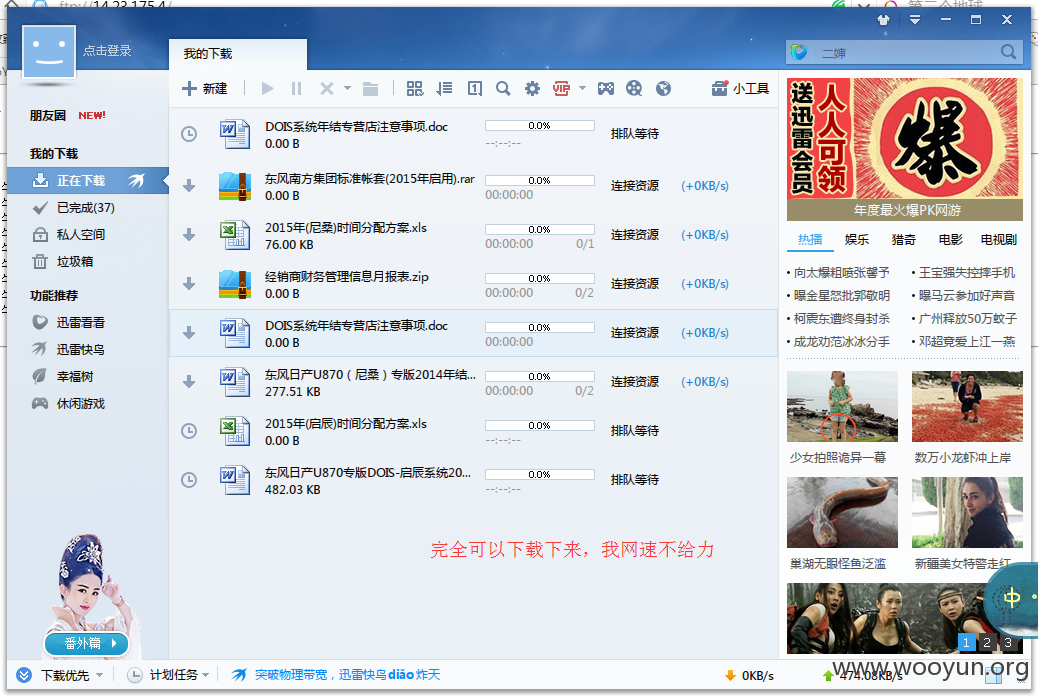 ftp://14.23.175.4/
第二个地球
点击登录
我的下载
二婶
朋友圈 NEW!
我的下载
正在下载
已完成(37)
私人空间
垃圾箱
功能推荐
迅雷看看
迅雷快鸟
幸福树
休闲游戏
番外篇
新建
1
VIP
小工具
DOIS系统年结专营店注意事项.doc
0.00 B
0.0%
--:--:--
排队等待
东风南方集团标准帐套(2015年启用).rar
0.00 B
0.0%
00:00:00
连接资源
(+0KB/s)
2015年(尼桑)时间分配方案.xls
76.00 KB
0.0%
00:00:00
0/1
连接资源
(+0KB/s)
经销商财务管理信息月报表.zip
0.00 B
0.0%
00:00:00
0/2
连接资源
(+0KB/s)
DOIS系统年结专营店注意事项.doc
0.00 B
0.0%
00:00:00
连接资源
(+0KB/s)
东风日产U870（尼桑）专版2014年结...
277.51 KB
0.0%
00:00:00
0/2
连接资源
(+0KB/s)
2015年(启辰)时间分配方案.xls
0.00 B
0.0%
--:--:--
排队等待
东风日产U870专版DOIS-启辰系统20...
482.03 KB
0.0%
--:--:--
排队等待
完全可以下载下来，我网速不给力
送迅雷会员
人人可领
爆
年度最火爆PK网游
热播 娱乐 猎奇 电影 电视剧
向太爆粗喷张馨予
王宝强失控摔手机
曝金星怒批郭敬明
曝马云参加好声音
柯震东遭终身封杀
广州释放50万蚊子
成龙劝范冰冰分手
邓超竟爱上江一燕
少女拍照诡异一幕
数万小龙虾冲上岸
巢湖无眼怪鱼泛滥
新疆美女特警走红
中
1 2 3
下载优先
计划任务
突破物理带宽，迅雷快鸟diǎo炸天
0KB/s
474.08KB/s
www.wooyun.org